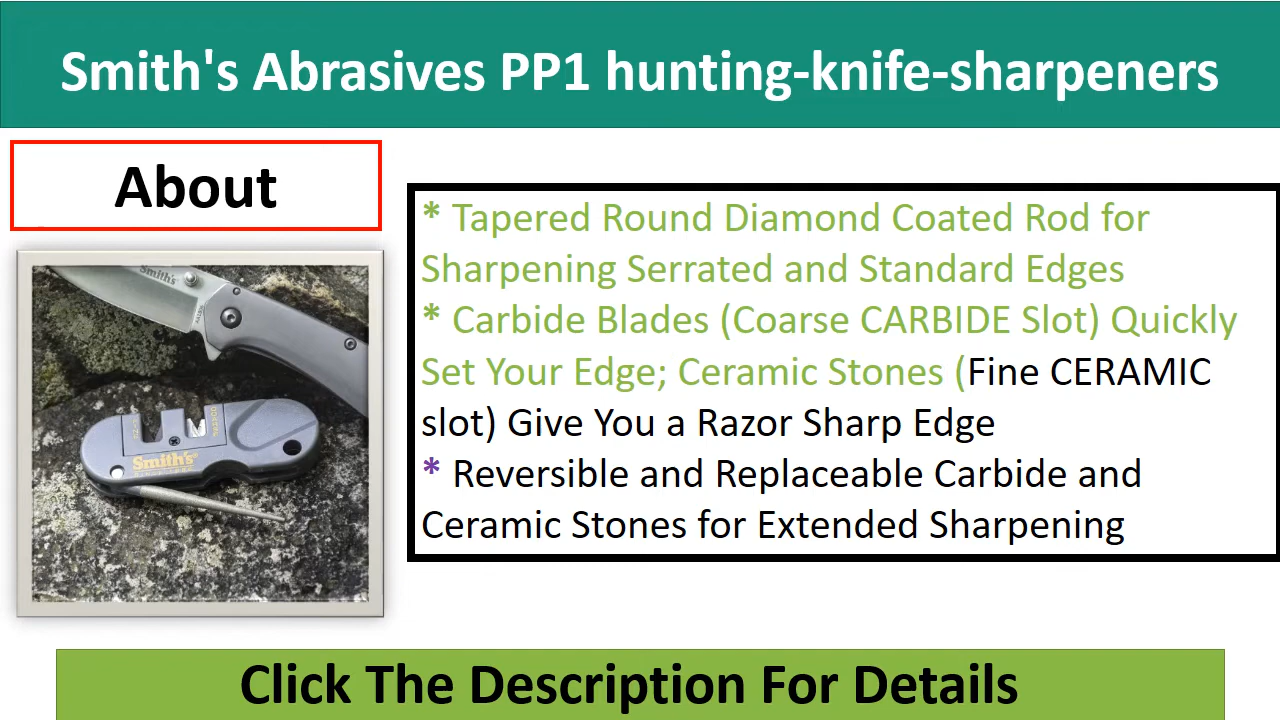 Smith's Abrasives PP1 hunting-knife-sharpeners
About
* Tapered Round Diamond Coated Rod for
Sharpening Serrated and Standard Edges
* Carbide Blades (Coarse CARBIDE Slot) Quickly
Set Your Edge; Ceramic Stones (Fine CERAMIC
slot) Give You a Razor Sharp Edge
* Reversible and Replaceable Carbide and
Ceramic Stones for Extended Sharpening
Smith's
Smith's
Click The Description For Details